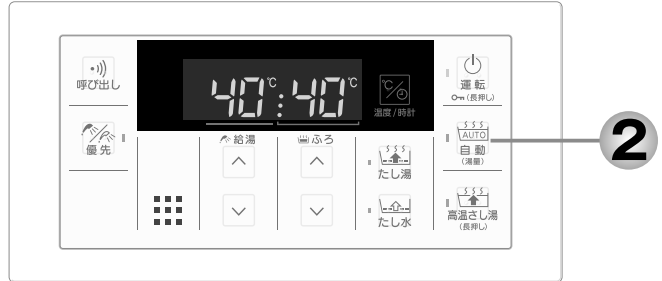 呼び出し
優先
40℃:40℃
℃/
温度/時計
給湯
ふろ
たし湯
たし水
運転
(長押し)
AUTO
自動
(湯量)
高温さし湯
(長押し)
2